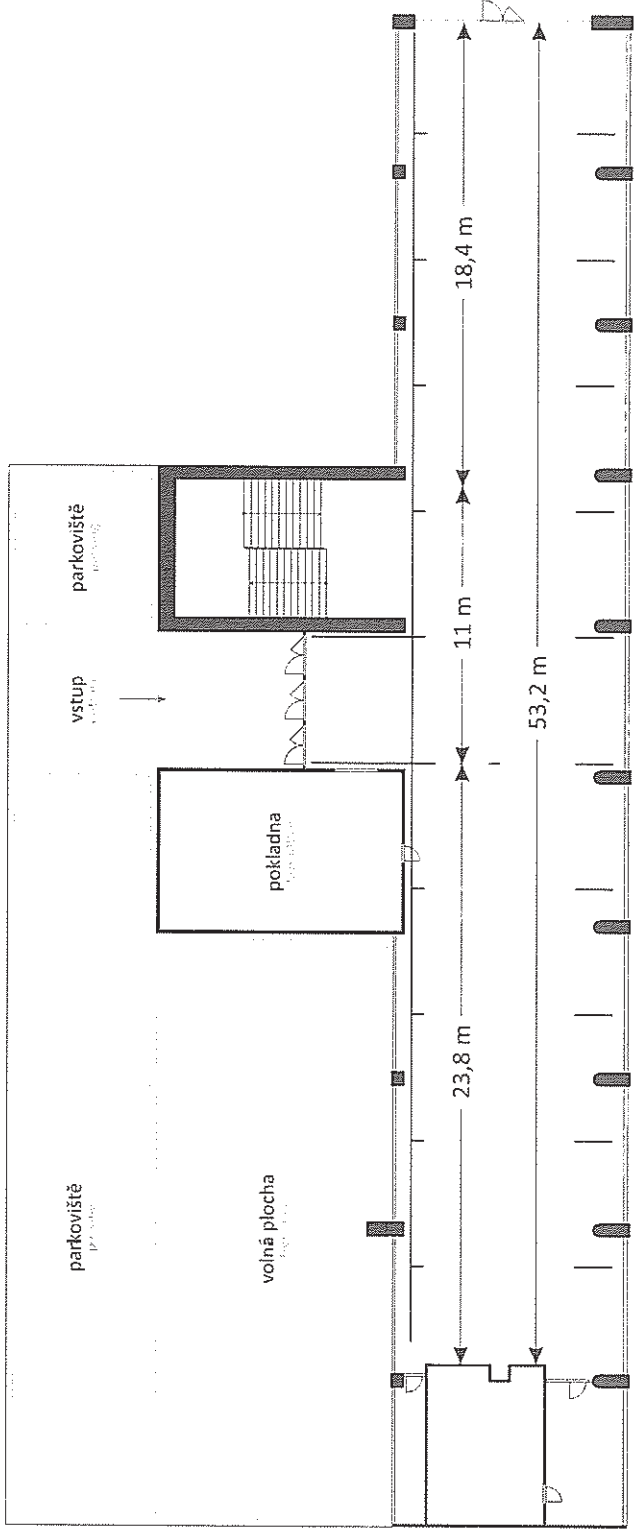 parkoviště
volná plocha
pokladna
vstup
parkoviště
23,8 m
11 m
18,4 m
53,2 m